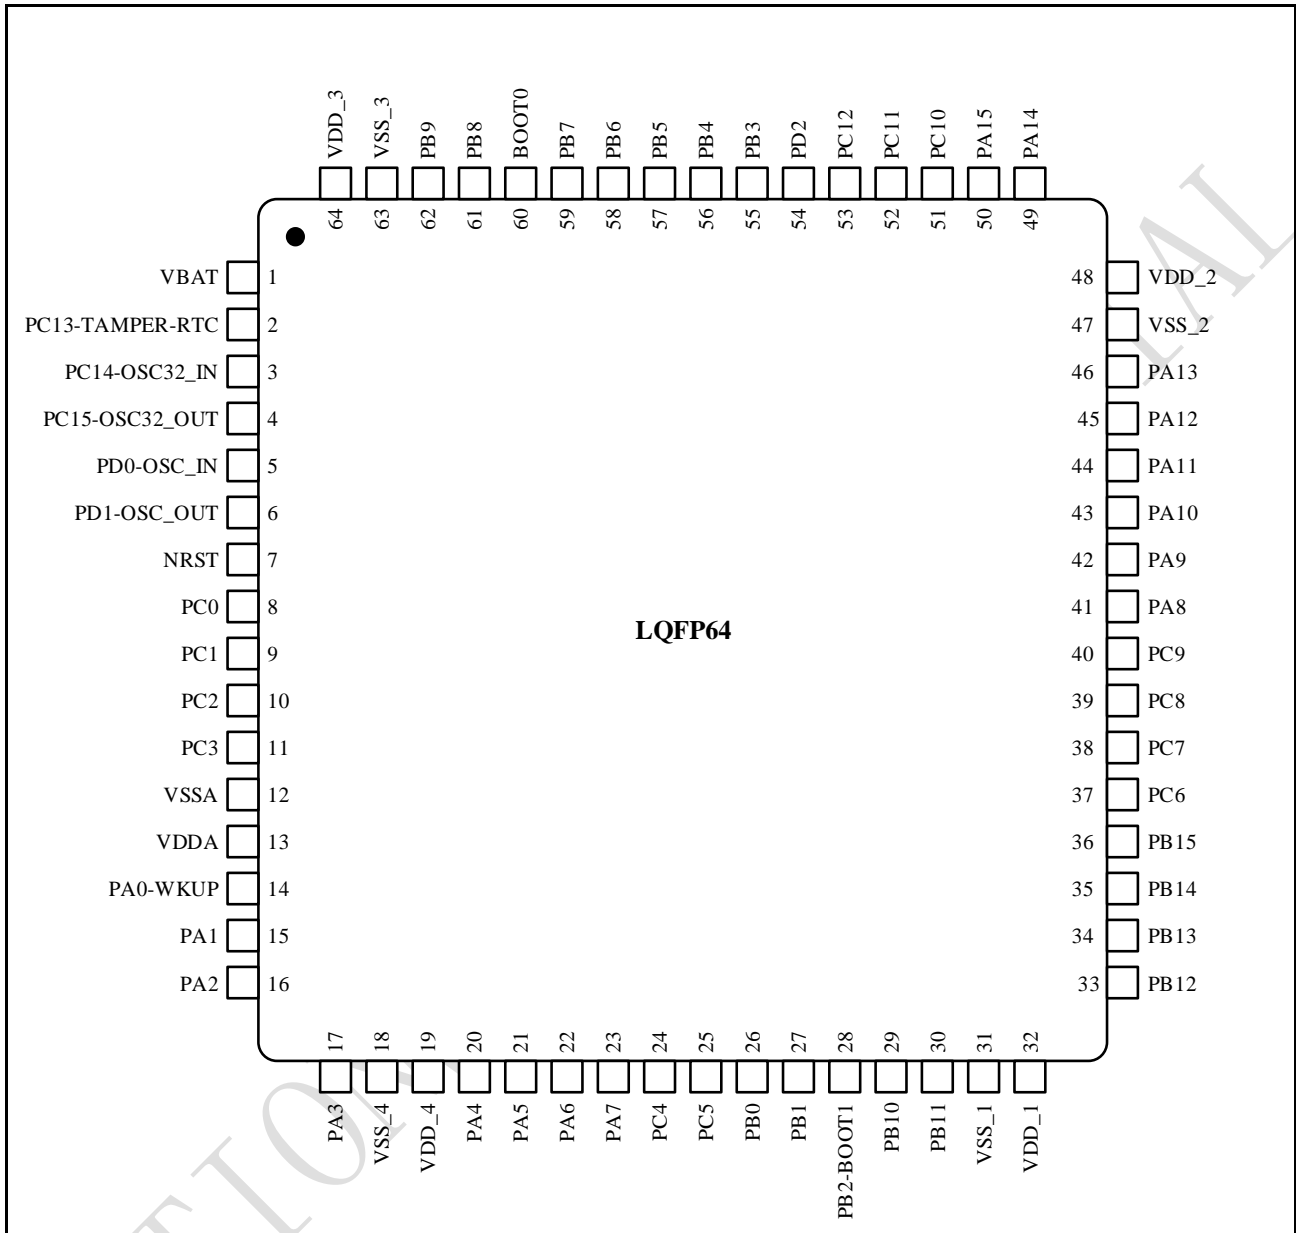 VDD_3
VSS_3
PB9
PB8
BOOT0
PB7
PB6
PB5
PB4
PB3
PD2
PC12
PC11
PC10
PA15
PA14
64
63
62
61
60
59
58
57
56
55
54
53
52
51
50
49
VBAT 1
PC13-TAMPER-RTC 2
PC14-OSC32_IN 3
PC15-OSC32_OUT 4
PD0-OSC_IN 5
PD1-OSC_OUT 6
NRST 7
PC0 8
PC1 9
PC2 10
PC3 11
VSSA 12
VDDA 13
PA0-WKUP 14
PA1 15
PA2 16
LQFP64
48 VDD_2
47 VSS_2
46 PA13
45 PA12
44 PA11
43 PA10
42 PA9
41 PA8
40 PC9
39 PC8
38 PC7
37 PC6
36 PB15
35 PB14
34 PB13
33 PB12
17
18
19
20
21
22
23
24
25
26
27
28
29
30
31
32
PA3
VSS_4
VDD_4
PA4
PA5
PA6
PA7
PC4
PC5
PB0
PB1
PB2-BOOT1
PB10
PB11
VSS_1
VDD_1